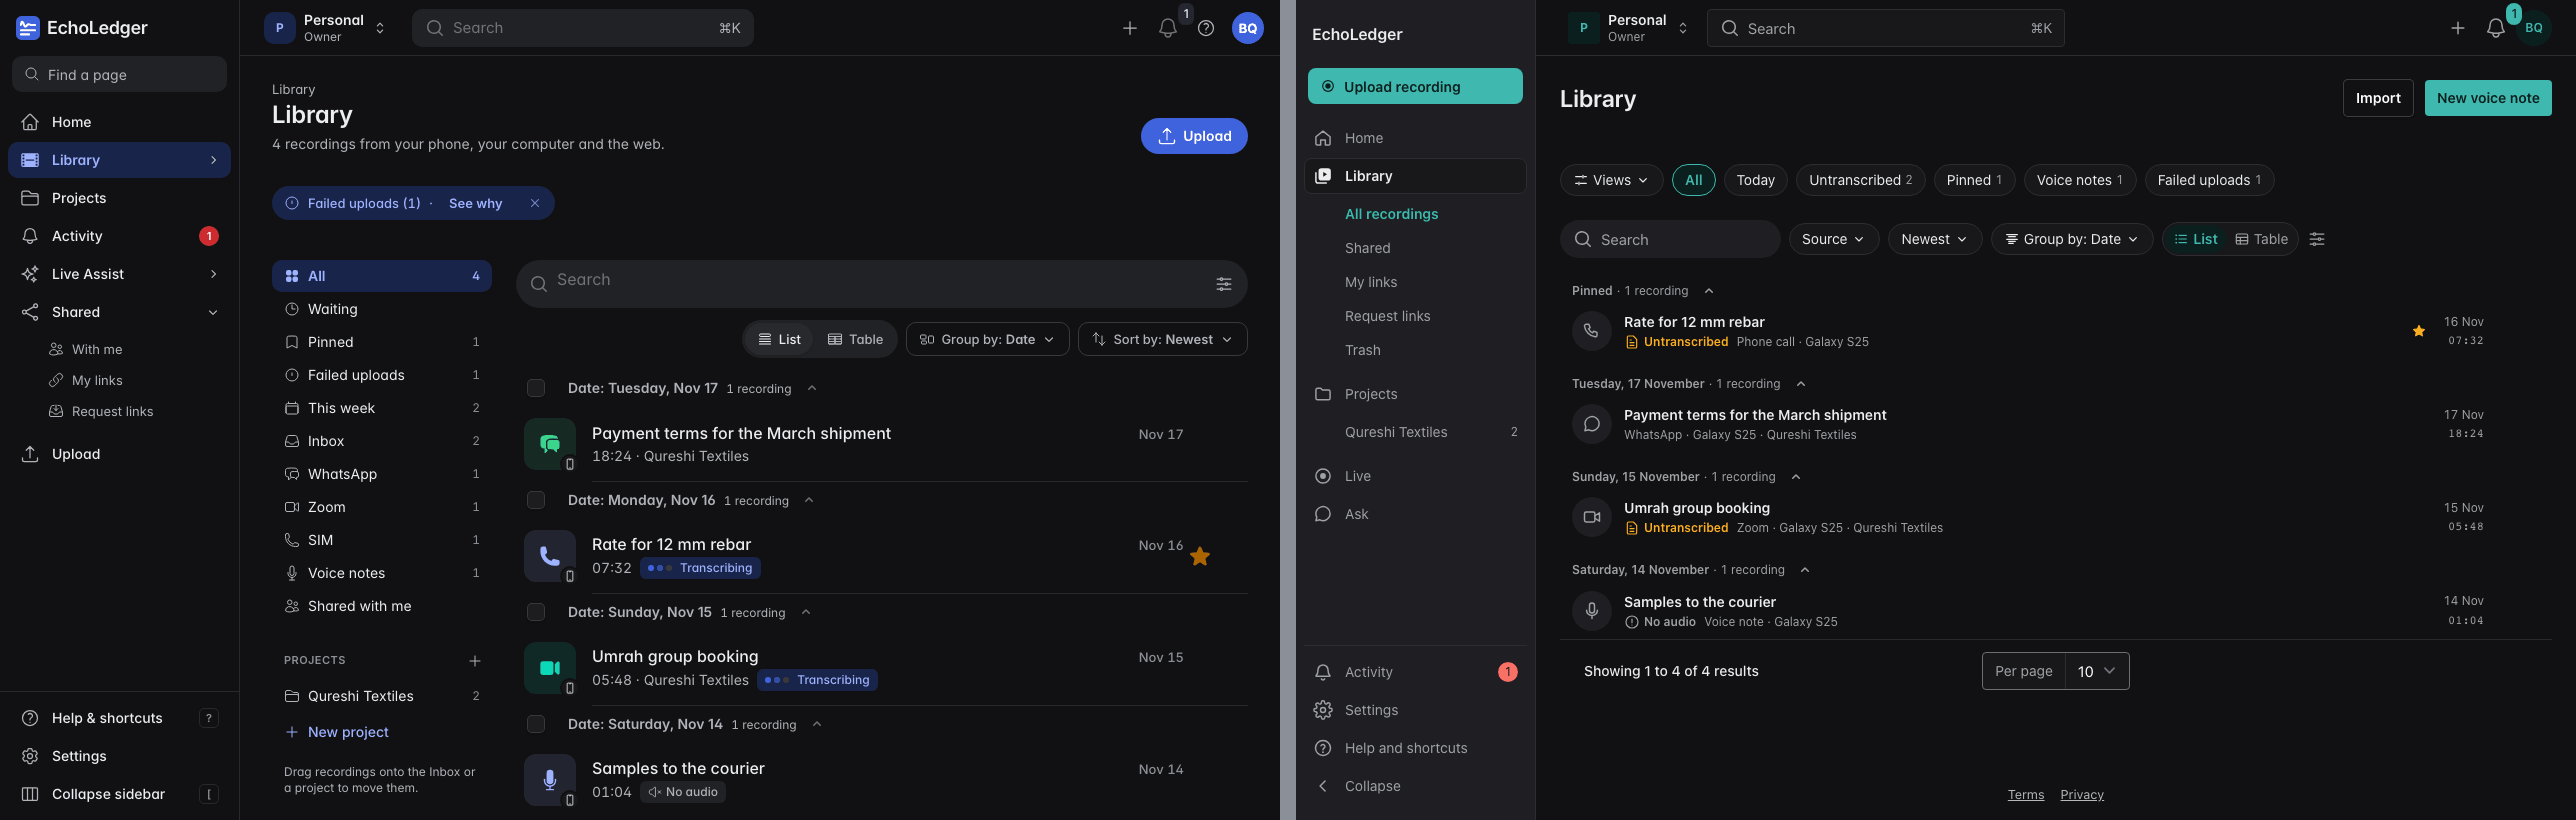 EchoLedger
Find a page
Home
Library
Projects
Activity 1
Live Assist
Shared
With me
My links
Request links
Upload
Help & shortcuts ?
Settings
Collapse sidebar [
P Personal
Owner
Search ⌘K
1
BQ
Library
Library
4 recordings from your phone, your computer and the web.
Upload
Failed uploads (1) · See why
All 4
Waiting
Pinned 1
Failed uploads 1
This week 2
Inbox 2
WhatsApp 1
Zoom 1
SIM 1
Voice notes 1
Shared with me
PROJECTS
Qureshi Textiles 2
New project
Drag recordings onto the Inbox or
a project to move them.
Search
List Table Group by: Date Sort by: Newest
Date: Tuesday, Nov 17 1 recording
Payment terms for the March shipment Nov 17
18:24 · Qureshi Textiles
Date: Monday, Nov 16 1 recording
Rate for 12 mm rebar Nov 16
07:32 Transcribing
Date: Sunday, Nov 15 1 recording
Umrah group booking Nov 15
05:48 · Qureshi Textiles Transcribing
Date: Saturday, Nov 14 1 recording
Samples to the courier Nov 14
01:04 No audio
EchoLedger
Upload recording
Home
Library
All recordings
Shared
My links
Request links
Trash
Projects
Qureshi Textiles 2
Live
Ask
Activity 1
Settings
Help and shortcuts
Collapse
P Personal
Owner
Search ⌘K
1
BQ
Library
Import New voice note
Views All Today Untranscribed 2 Pinned 1 Voice notes 1 Failed uploads 1
Search Source Newest Group by: Date List Table
Pinned · 1 recording
Rate for 12 mm rebar 16 Nov
Untranscribed Phone call · Galaxy S25 07:32
Tuesday, 17 November · 1 recording
Payment terms for the March shipment 17 Nov
WhatsApp · Galaxy S25 · Qureshi Textiles 18:24
Sunday, 15 November · 1 recording
Umrah group booking 15 Nov
Untranscribed Zoom · Galaxy S25 · Qureshi Textiles 05:48
Saturday, 14 November · 1 recording
Samples to the courier 14 Nov
No audio Voice note · Galaxy S25 01:04
Showing 1 to 4 of 4 results
Per page 10
Terms Privacy